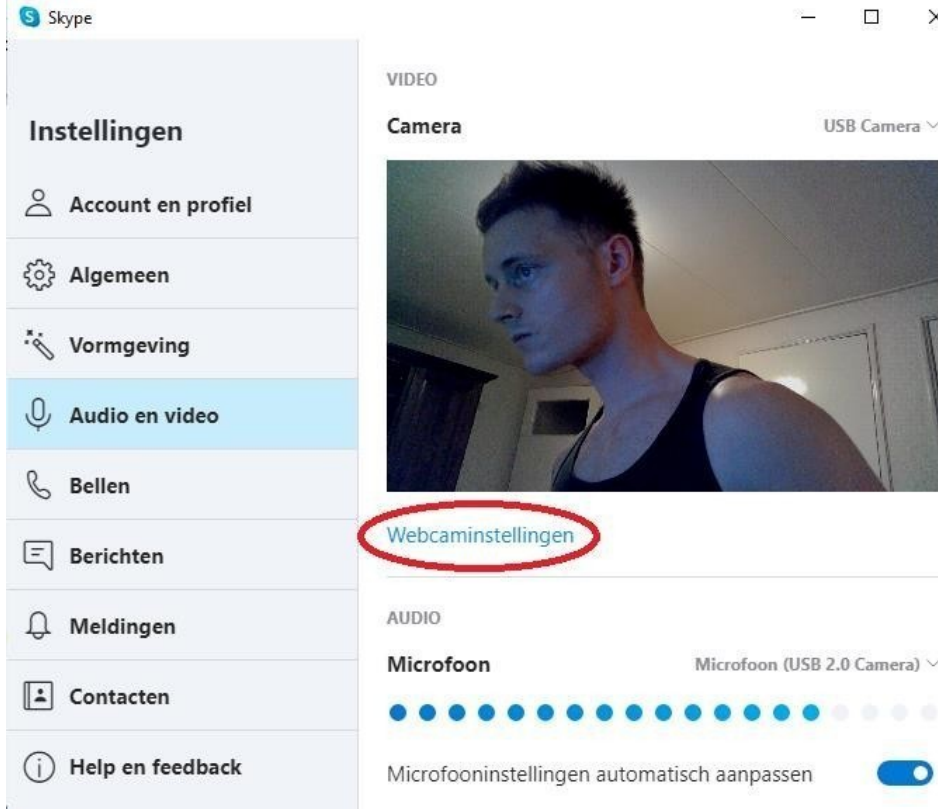 Skype
Instellingen
Account en profiel
Algemeen
Vormgeving
Audio en video
Bellen
Berichten
Meldingen
Contacten
Help en feedback
VIDEO
Camera USB Camera
Webcaminstellingen
AUDIO
Microfoon Microfoon (USB 2.0 Camera)
Microfooninstellingen automatisch aanpassen